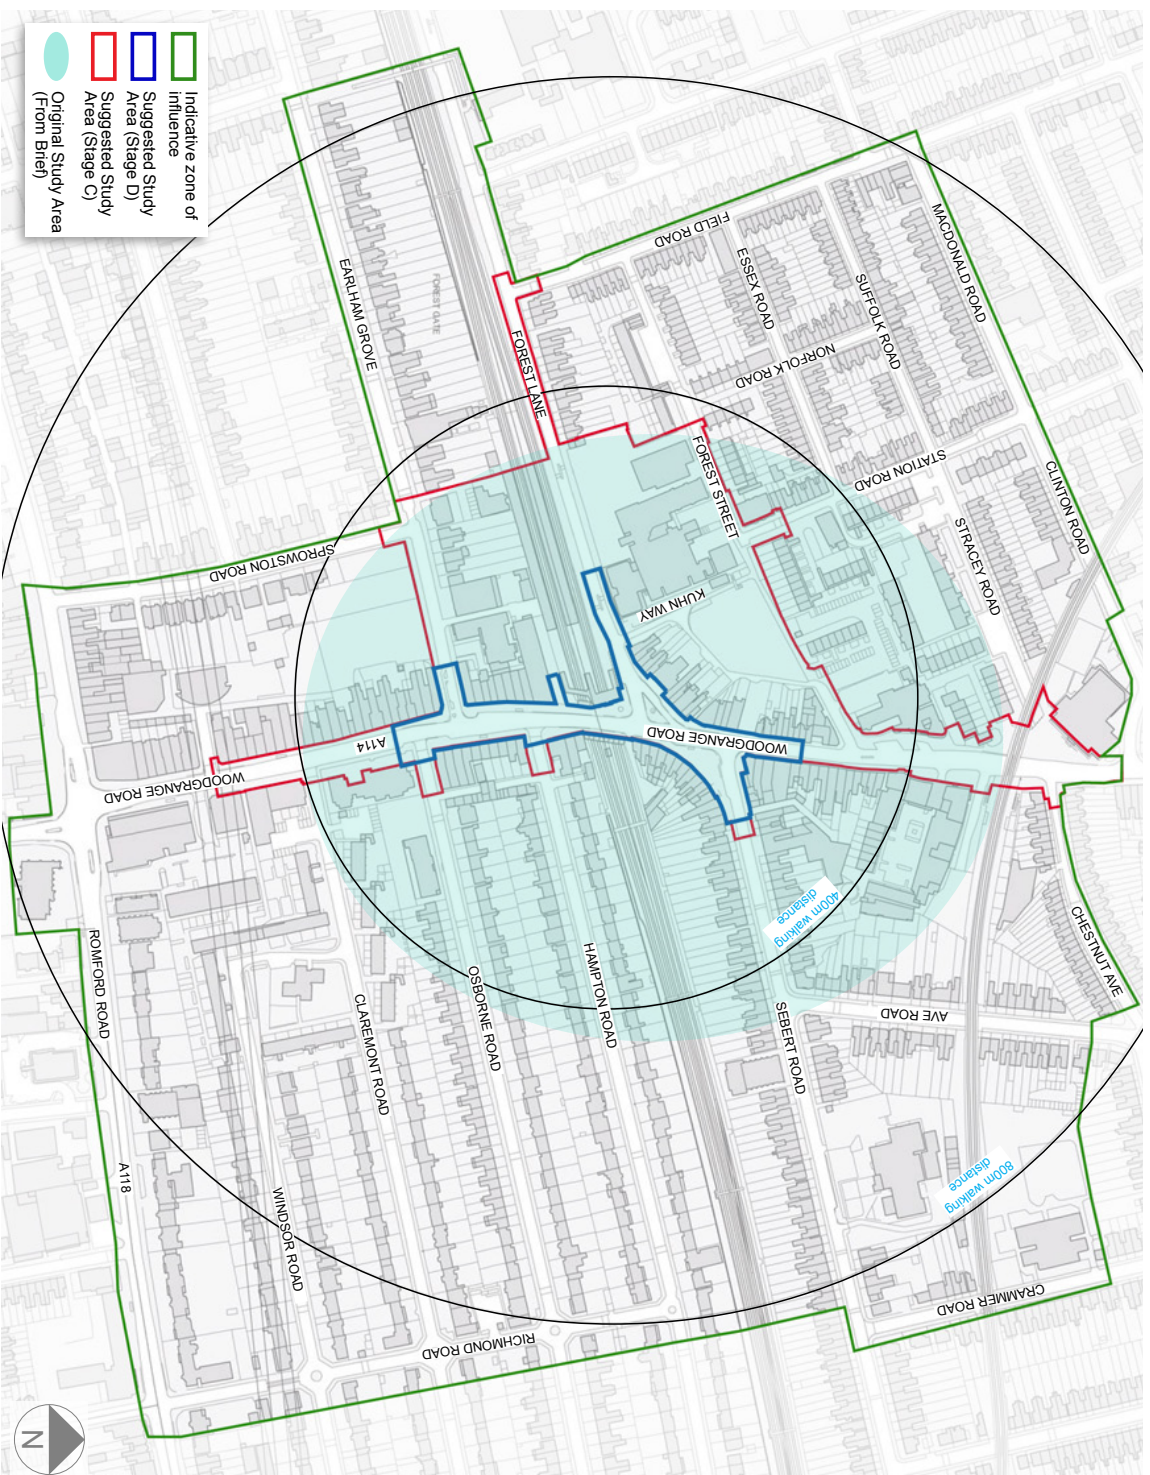 Indicative zone of
influence
Suggested Study
Area (Stage D)
Suggested Study
Area (Stage C)
Original Study Area
(From Brief)
MACDONALD ROAD
CLINTON ROAD
FIELD ROAD
ESSEX ROAD
SUFFOLK ROAD
NORFOLK ROAD
STATION ROAD
STRACEY ROAD
EARLHAM GROVE
FOREST GATE
FOREST LANE
FOREST STREET
KUHN WAY
SPROWSTON ROAD
WOODGRANGE ROAD
A114
WOODGRANGE ROAD
400m walking
distance
CHESTNUT AVE
AVE ROAD
SEBERT ROAD
HAMPTON ROAD
OSBORNE ROAD
CLAREMONT ROAD
ROMFORD ROAD
A118
WINDSOR ROAD
800m walking
distance
CRAMMER ROAD
RICHMOND ROAD
N